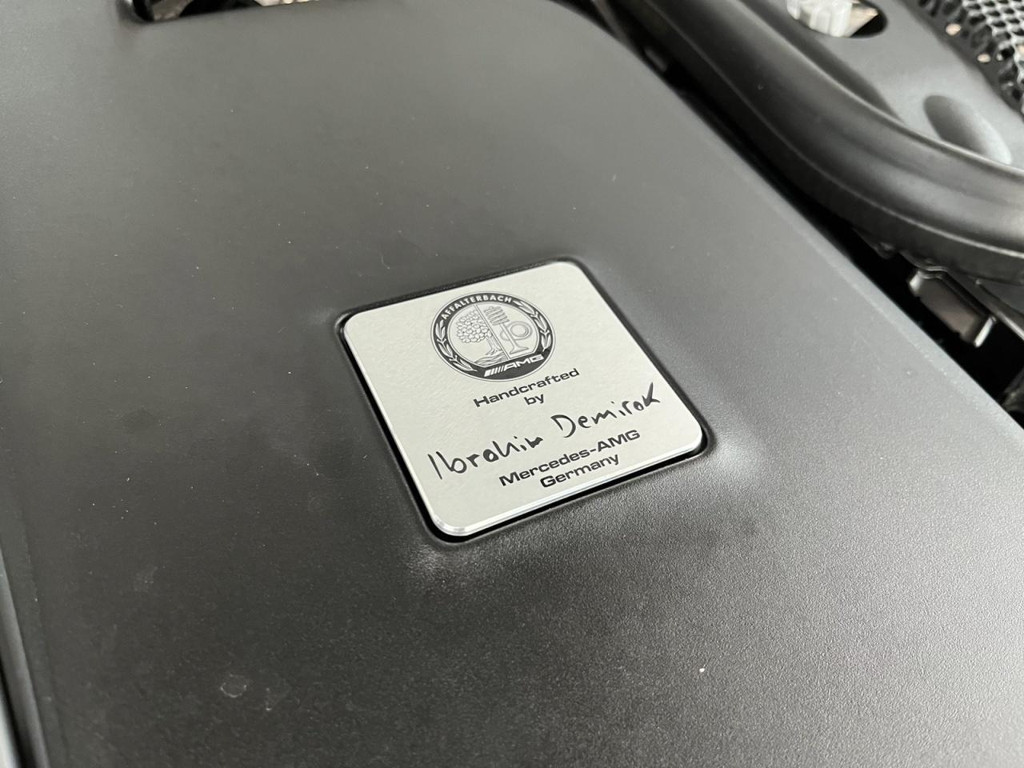 AFFALTERBACH
AMG
Handcrafted
by
Ibrahim Demirok
Mercedes-AMG
Germany